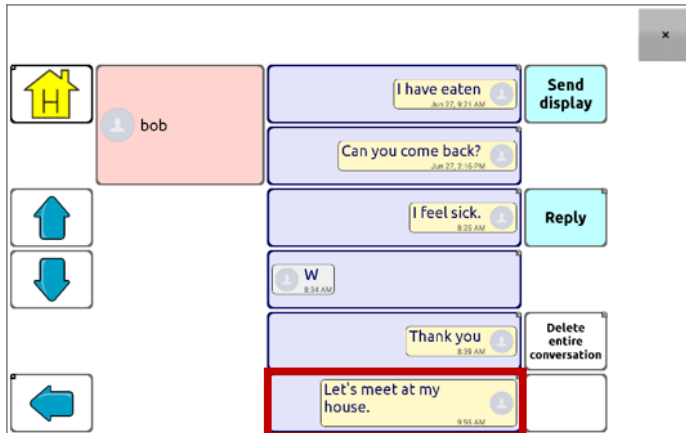 ×
H
bob
I have eaten
Jun 27, 9:21 AM
Send
display
Can you come back?
Jun 27, 2:16 PM
I feel sick.
8:25 AM
Reply
W
8:34 AM
Thank you
8:39 AM
Delete
entire
conversation
Let's meet at my
house.
9:55 AM